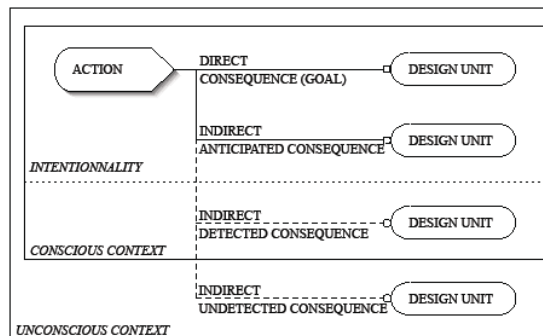 DIRECT
ACTION
DESIGN UNIT
CONSEQUENCE (GOAL)
INDIRECT
DESIGN UNIT
ANTICIPATED CONSEQUENCE
INTENTIONNALITY
INDIRECT
DESIGN UNIT
DETECTED CONSEQUENCE
CONSCIOUS CONTEXT
INDIRECT
DESIGN UNIT
UNDETECTED CONSEQUENCE
UNCONSCIOUS CONTEXT